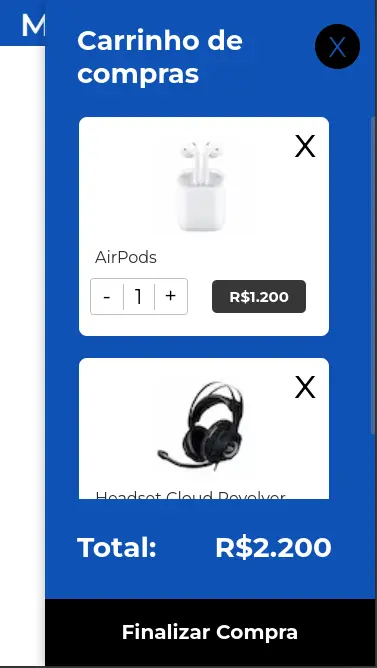 M
Carrinho de
compras
X
X
AirPods
- 1 +
R$1.200
X
Headset Cloud Revolver
Total: R$2.200
Finalizar Compra